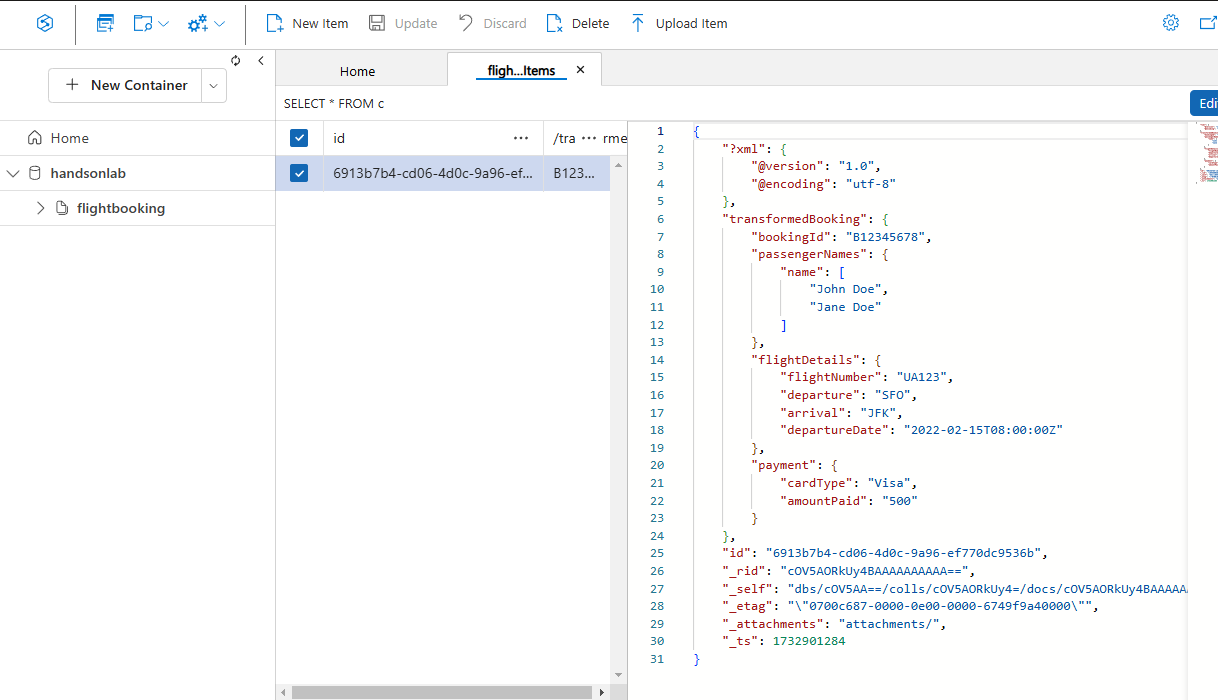 New Item Update Discard Delete Upload Item
New Container
Home
handsonlab
flightbooking
Home fligh...Items
SELECT * FROM c
Edi
id ... /tra ... rme
6913b7b4-cd06-4d0c-9a96-ef... B123...
1 {
2 "?xml": {
3 "@version": "1.0",
4 "@encoding": "utf-8"
5 },
6 "transformedBooking": {
7 "bookingId": "B12345678",
8 "passengerNames": {
9 "name": [
10 "John Doe",
11 "Jane Doe"
12 ]
13 },
14 "flightDetails": {
15 "flightNumber": "UA123",
16 "departure": "SFO",
17 "arrival": "JFK",
18 "departureDate": "2022-02-15T08:00:00Z"
19 },
20 "payment": {
21 "cardType": "Visa",
22 "amountPaid": "500"
23 }
24 },
25 "id": "6913b7b4-cd06-4d0c-9a96-ef770dc9536b",
26 "_rid": "cOV5AORkUy4BAAAAAAAAAA==",
27 "_self": "dbs/cOV5AA==/colls/cOV5AORkUy4=/docs/cOV5AORkUy4BAAAAA
28 "_etag": "\"0700c687-0000-0e00-0000-6749f9a40000\"",
29 "_attachments": "attachments/",
30 "_ts": 1732901284
31 }